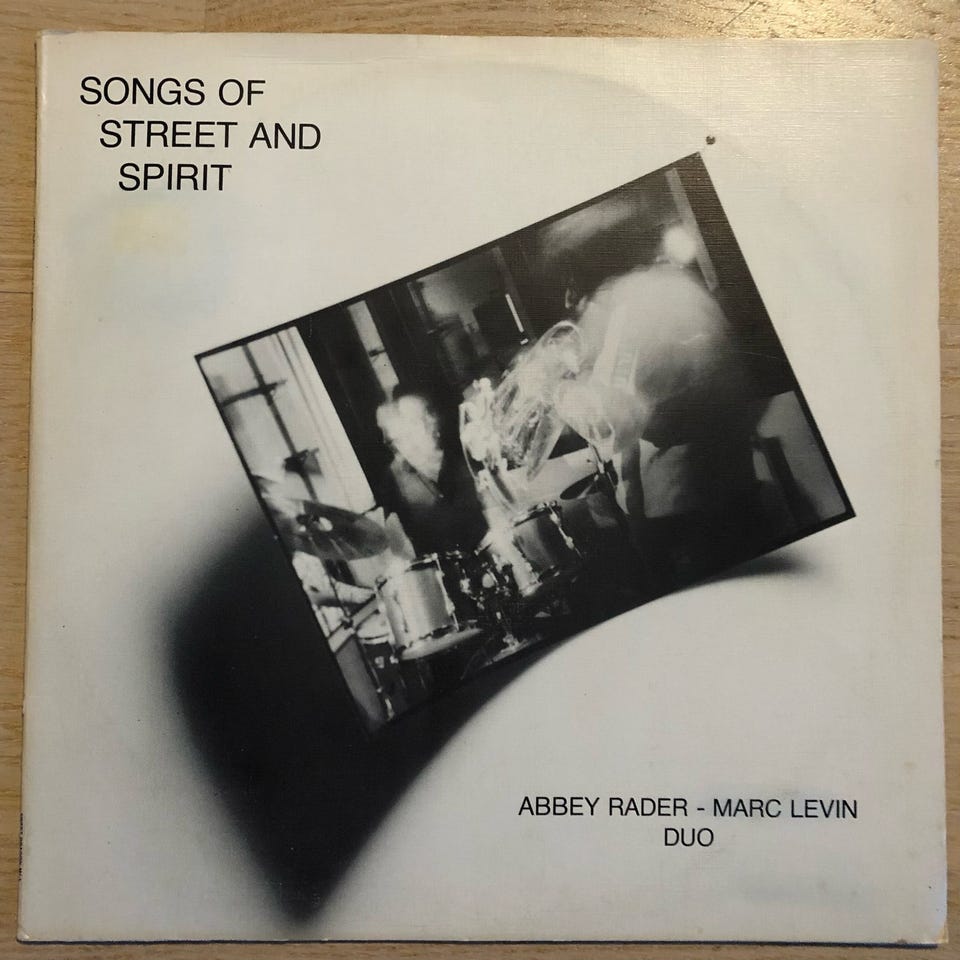 SONGS OF
STREET AND
SPIRIT
ABBEY RADER - MARC LEVIN
DUO